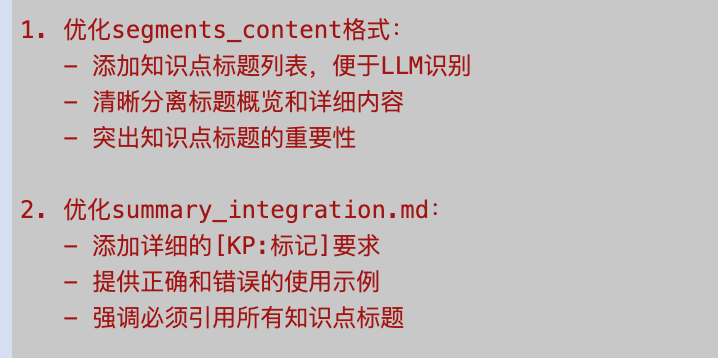 1. 优化segments_content格式：
- 添加知识点标题列表，便于LLM识别
- 清晰分离标题概览和详细内容
- 突出知识点标题的重要性
2. 优化summary_integration.md：
- 添加详细的[KP:标记]要求
- 提供正确和错误的使用示例
- 强调必须引用所有知识点标题